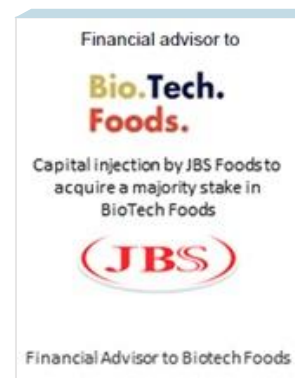 Financial advisor to
Bio.Tech.
Foods.
Capital injection by JBS Foods to
acquire a majority stake in
BioTech Foods
JBS
Financial Advisor to Biotech Foods